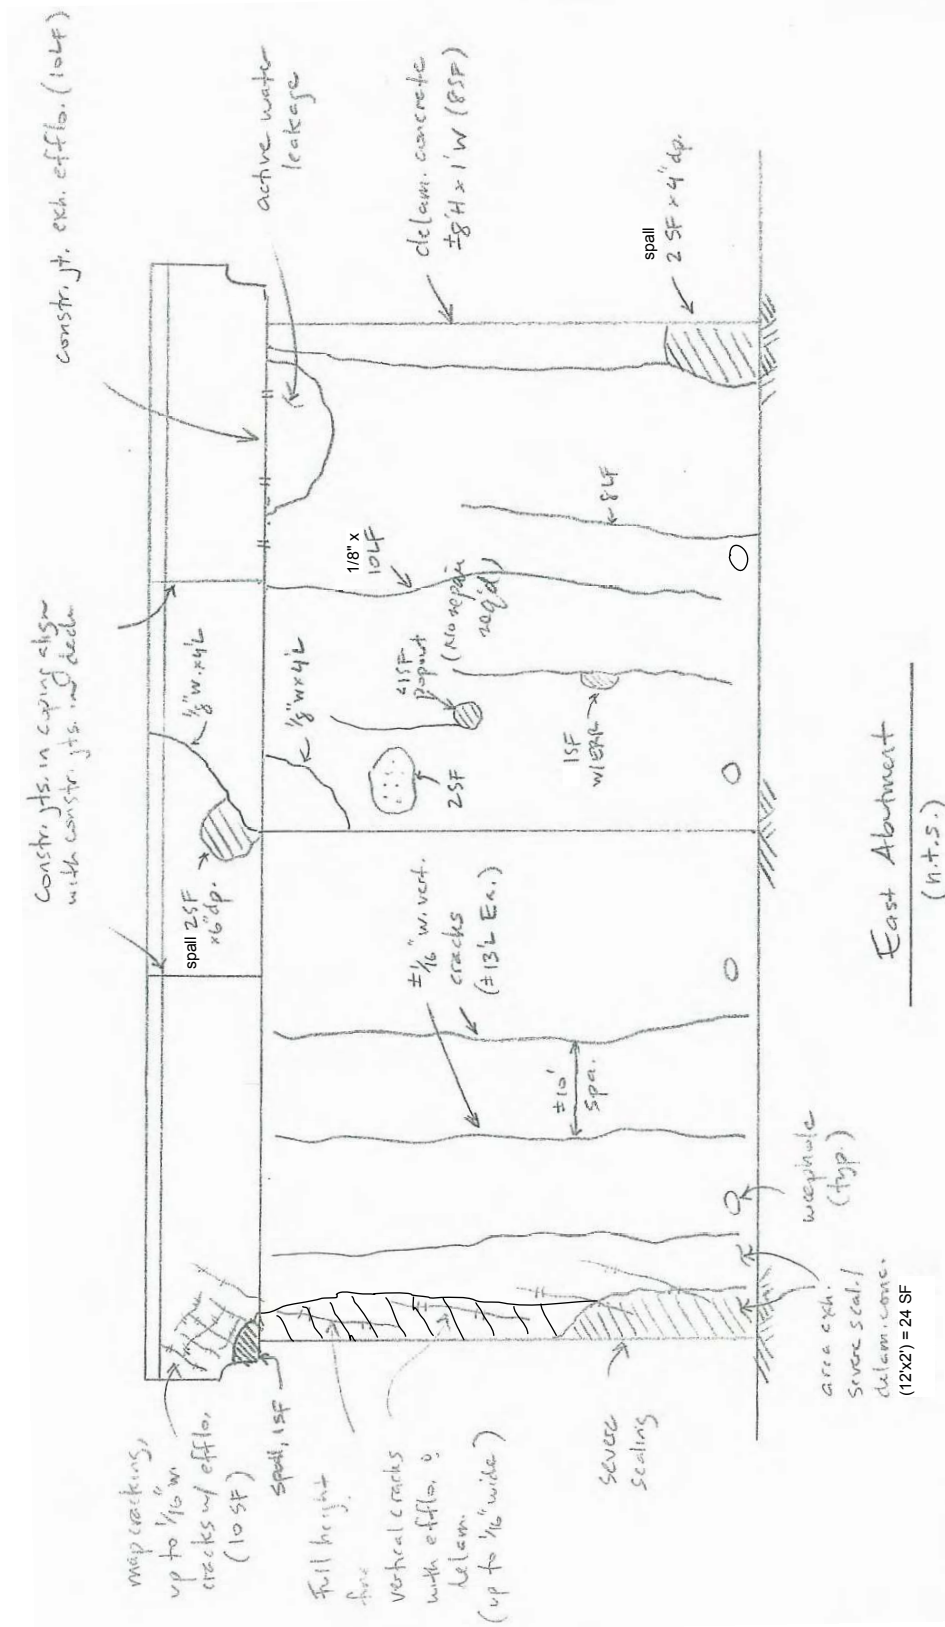 constr. jt. exh. efflo. (10LF)
active water
leakage
delam. concrete
±8'H x 1'W (8SF)
spall
2 SF x 4" dp.
Constr. jts. in coping align
with constr. jts. in deck
1/8" w. x 4'L
1/8" w x 4'L
spall 2SF
x6" dp.
1/8" x
10LF
8 LF
<1SF
popout
(No repair
req'd)
2SF
1SF
w/ERR
±1/16" w. vert.
cracks
(±13'L Ea.)
±10'
spa.
map cracking,
up to 1/16" w.
cracks w/ efflo.
(10 SF)
Spall, 1SF
Full height
fine
vertical cracks
with efflo. &
delam.
(up to 1/16" wide)
severe
scaling
area exh.
severe scal./
delam. conc.
(12'x2') = 24 SF
weephole
(typ.)
East Abutment
(n.t.s.)